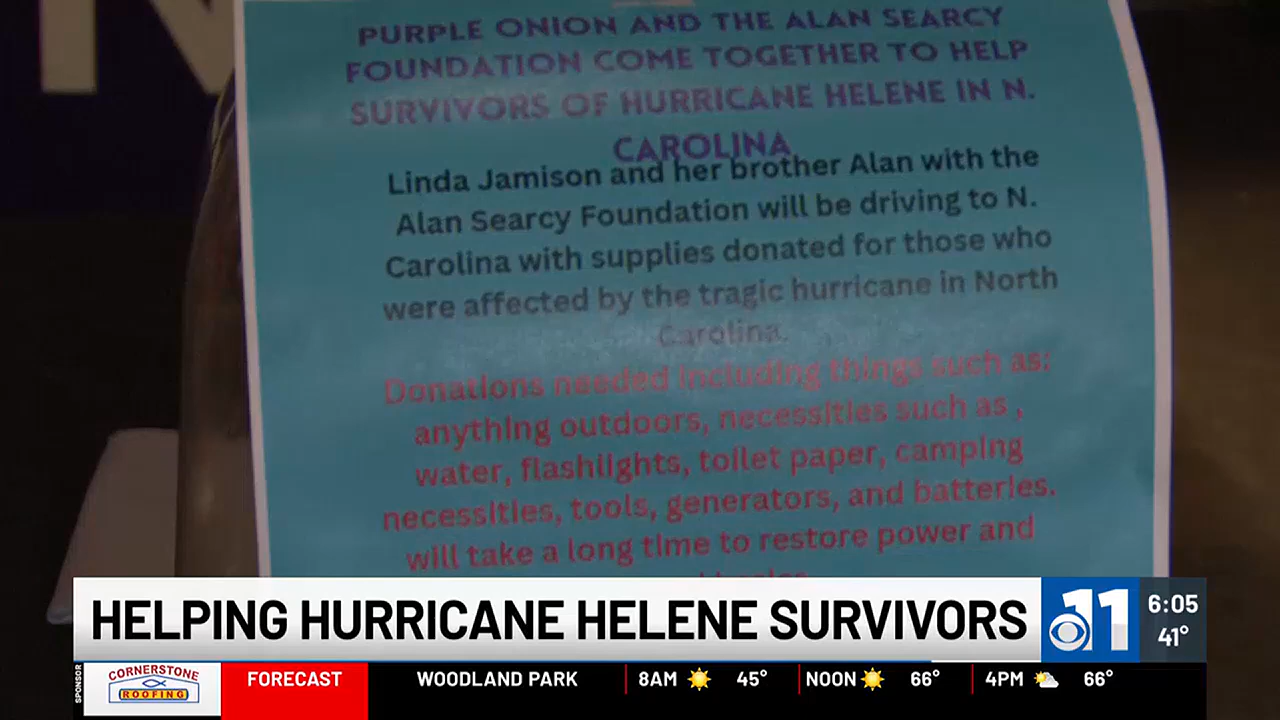 PURPLE ONION AND THE ALAN SEARCY
FOUNDATION COME TOGETHER TO HELP
SURVIVORS OF HURRICANE HELENE IN N.
CAROLINA
Linda Jamison and her brother Alan with the
Alan Searcy Foundation will be driving to N.
Carolina with supplies donated for those who
were affected by the tragic hurricane in North
Carolina.
Donations needed including things such as:
anything outdoors, necessities such as ,
water, flashlights, toilet paper, camping
necessities, tools, generators, and batteries.
will take a long time to restore power and
HELPING HURRICANE HELENE SURVIVORS
11
6:05
41°
SPONSOR
CORNERSTONE
ROOFING
FORECAST
WOODLAND PARK
8AM 45°
NOON 66°
4PM 66°